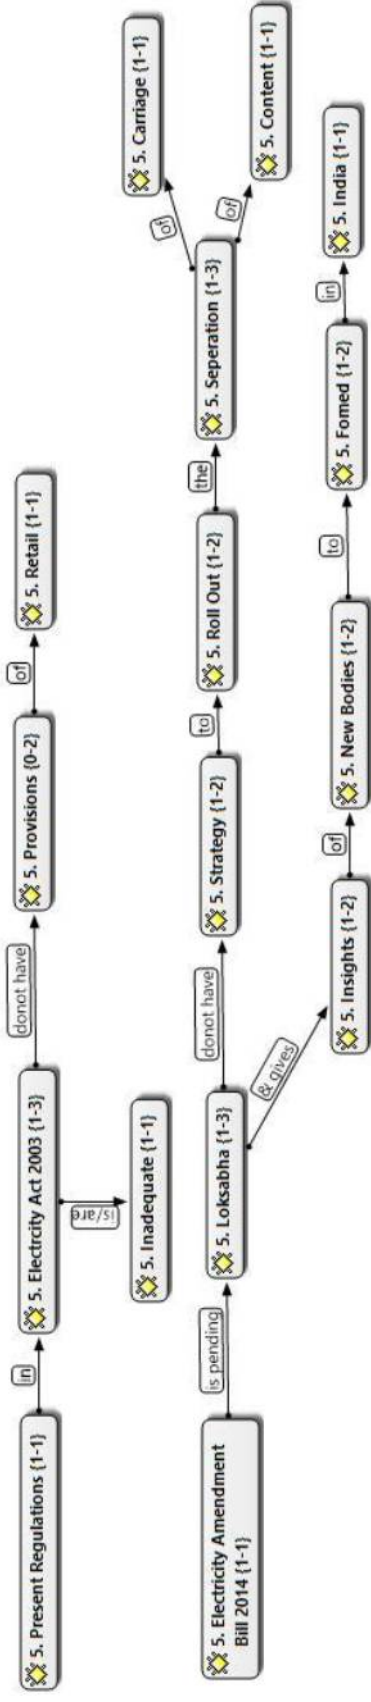 5. Present Regulations {1-1}
in
5. Electrcity Act 2003 {1-3}
donot have
5. Provisions {0-2}
of
5. Retail {1-1}
is/are
5. Inadequate {1-1}
5. Electricity Amendment
Bill 2014 {1-1}
is pending
5. Loksabha {1-3}
donot have
5. Strategy {1-2}
to
5. Roll Out {1-2}
the
5. Seperation {1-3}
of
5. Carriage {1-1}
of
5. Content {1-1}
& gives
5. Insights {1-2}
of
5. New Bodies {1-2}
to
5. Fomed {1-2}
in
5. India {1-1}